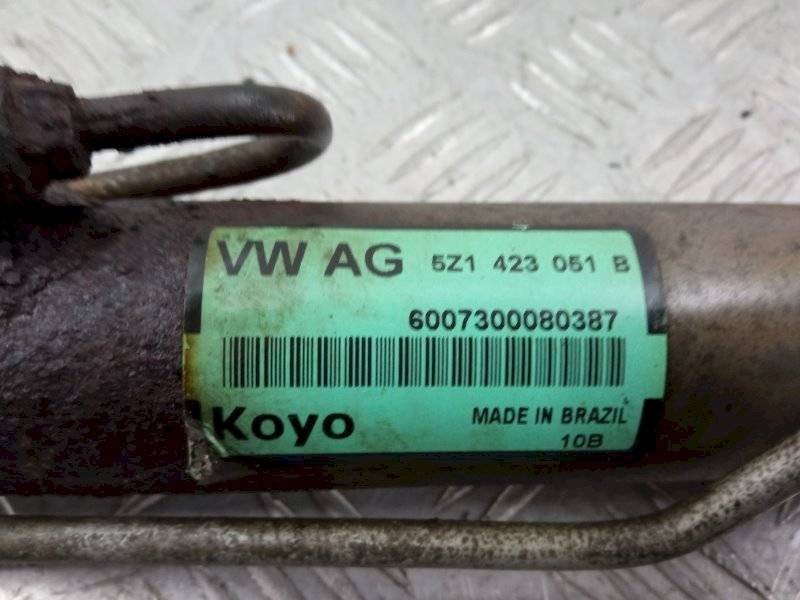 VW AG 5Z1 423 051 B
6007300080387
Koyo MADE IN BRAZIL
10B